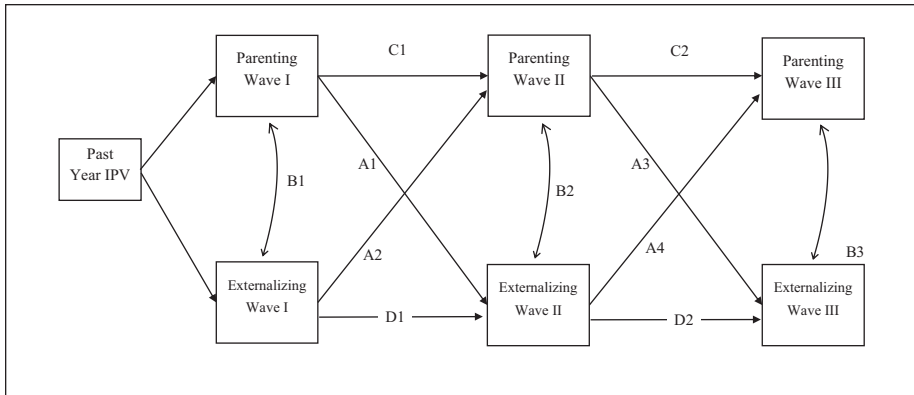 C1
C2
Parenting
Wave I
Parenting
Wave II
Parenting
Wave III
Past
Year IPV
A1
A3
B1
B2
A2
A4
B3
Externalizing
Wave I
Externalizing
Wave II
Externalizing
Wave III
D1
D2